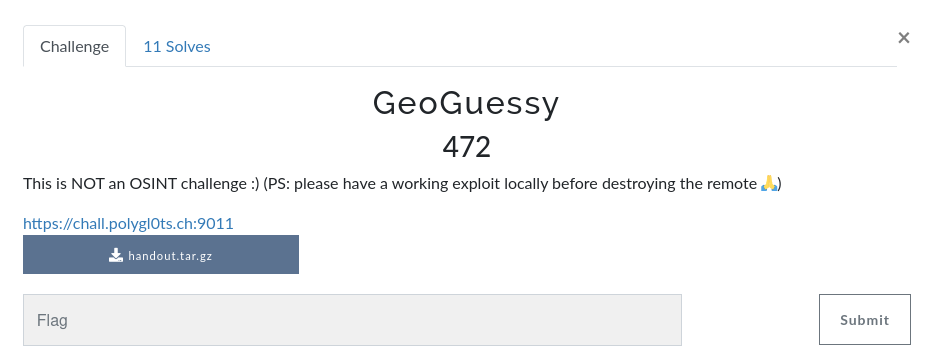 Challenge
11 Solves
×
GeoGuessy
472
This is NOT an OSINT challenge :) (PS: please have a working exploit locally before destroying the remote 🙏)
https://chall.polygl0ts.ch:9011
handout.tar.gz
Flag
Submit